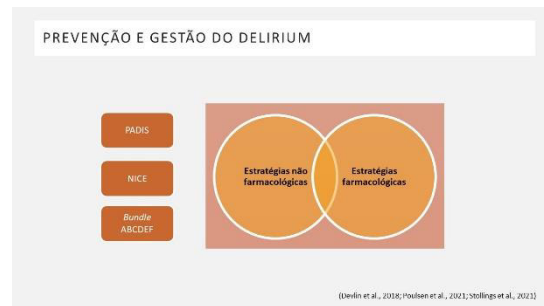 PREVENÇÃO E GESTÃO DO DELIRIUM
PADIS
NICE
Bundle
ABCDEF
Estratégias não
farmacológicas
Estratégias
farmacológicas
(Devlin et al., 2018; Poulsen et al., 2021; Stollings et al., 2021)